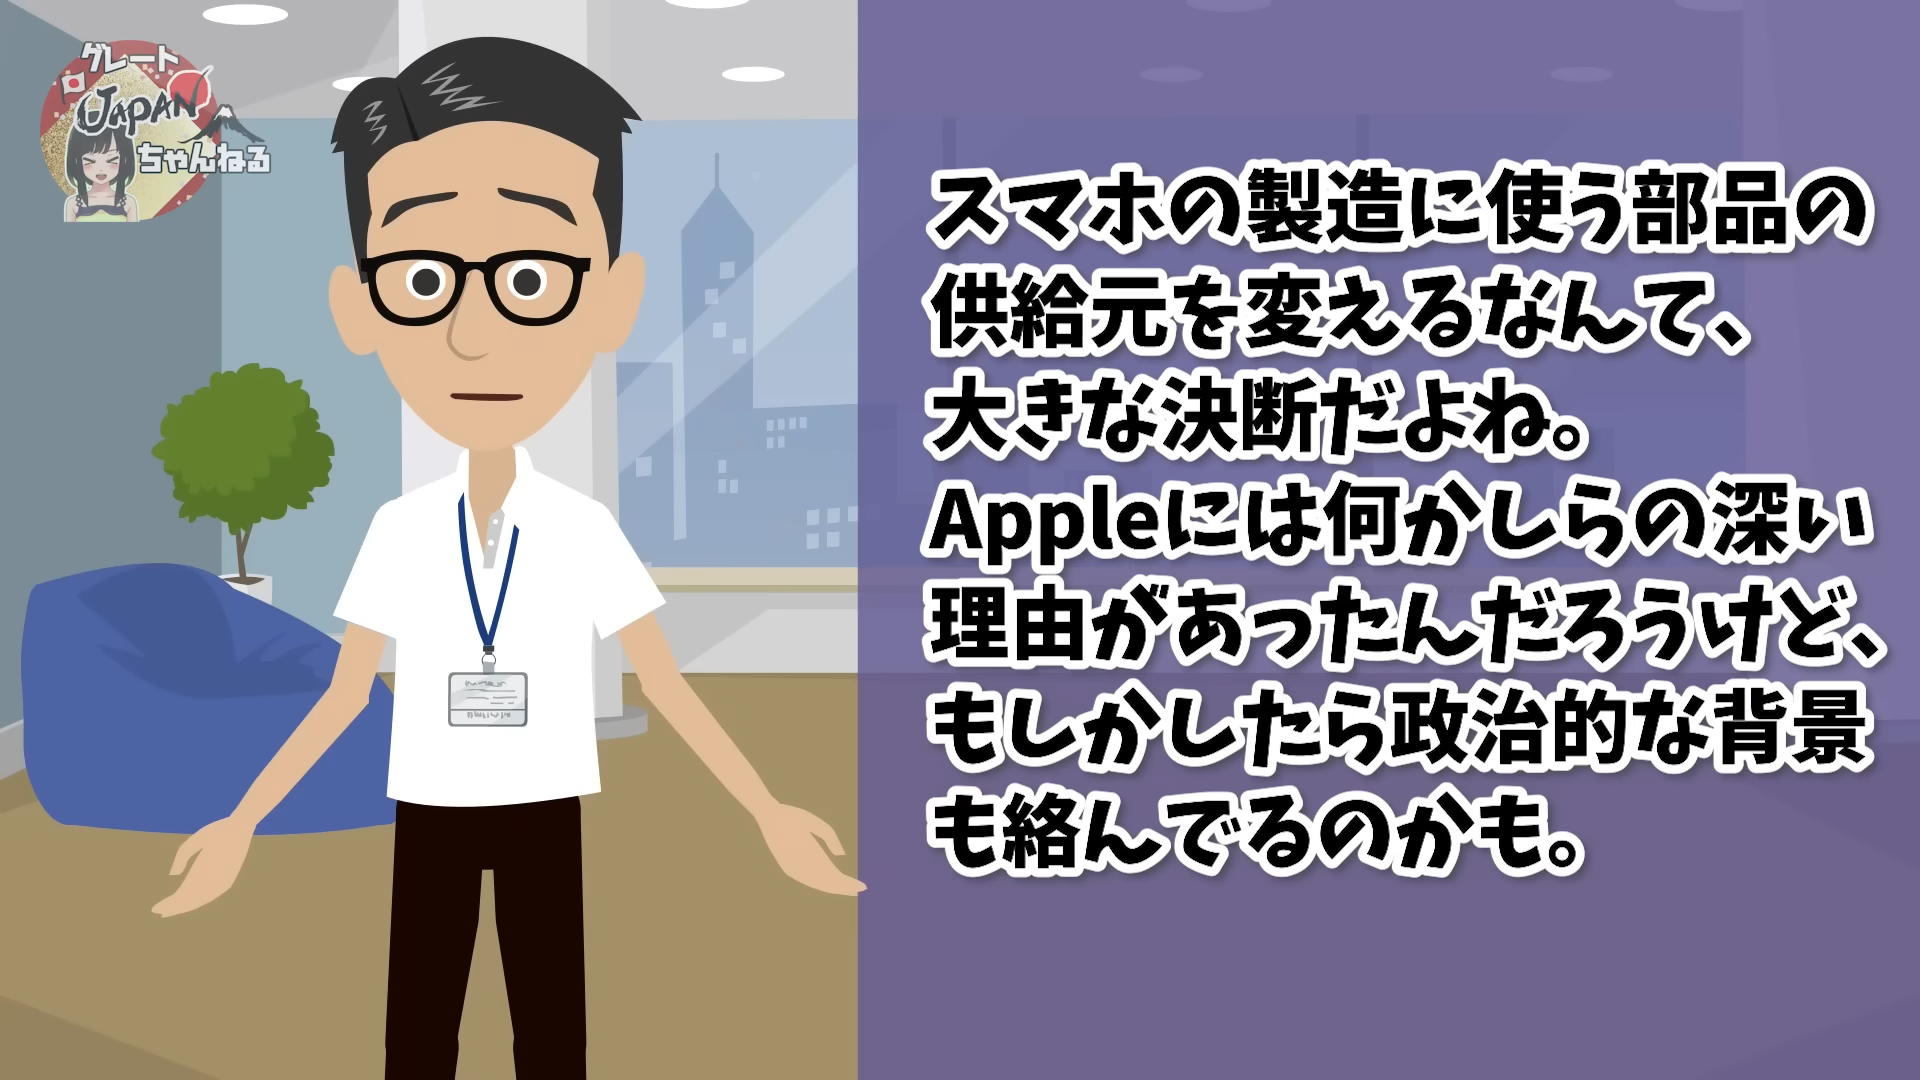 グレート
JAPAN
ちゃんねる
スマホの製造に使う部品の
供給元を変えるなんて、
大きな決断だよね。
Appleには何かしらの深い
理由があったんだろうけど、
もしかしたら政治的な背景
も絡んでるのかも。